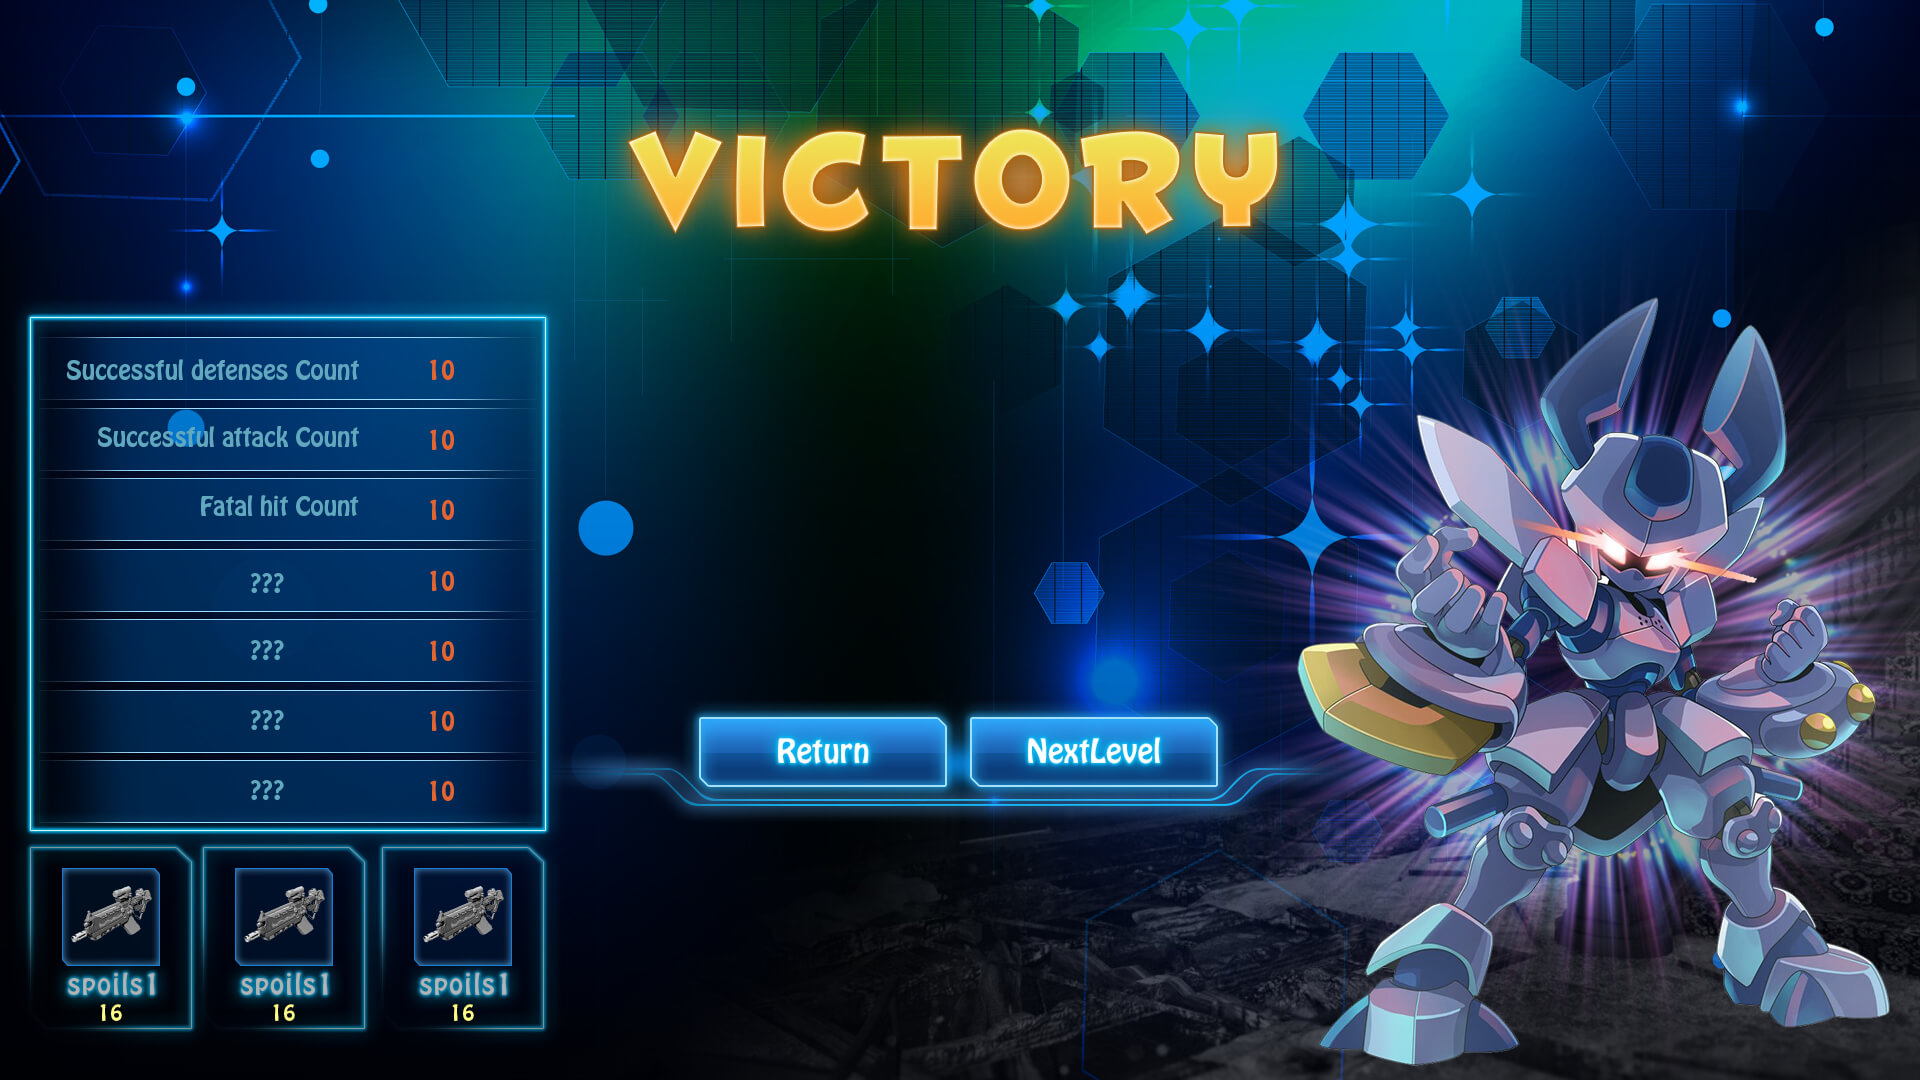 VICTORY
Successful defenses Count 10
Successful attack Count 10
Fatal hit Count 10
??? 10
??? 10
??? 10
??? 10
Return NextLevel
spoils1 spoils1 spoils1
16 16 16